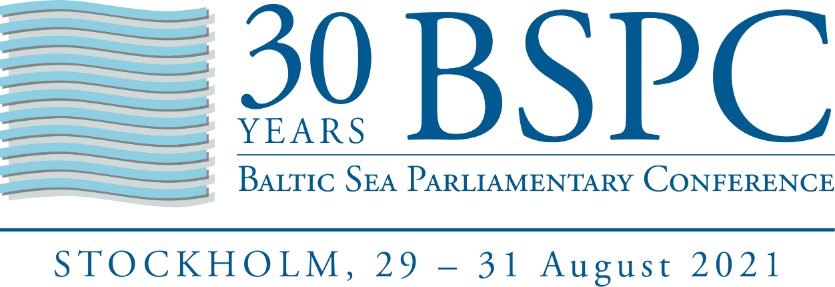 30 BSPC
YEARS
Baltic Sea Parliamentary Conference
STOCKHOLM, 29 – 31 August 2021